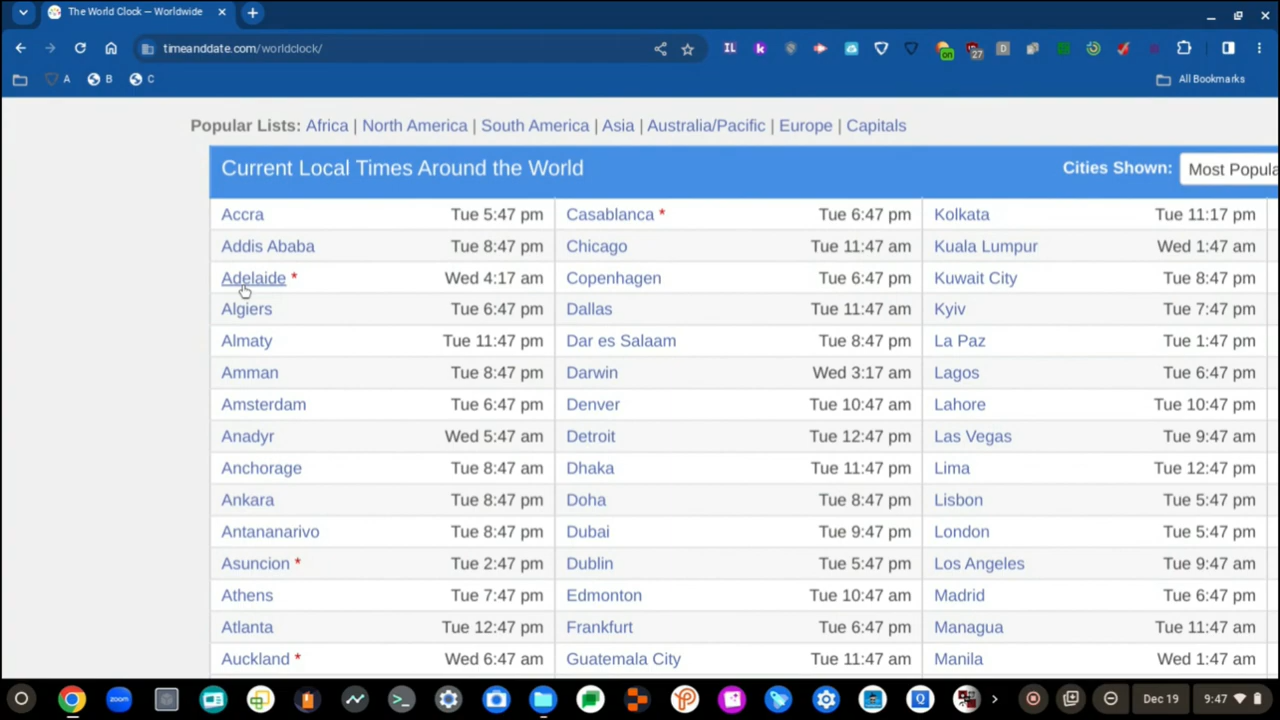 The World Clock — Worldwide
timeanddate.com/worldclock/
IL
k
on
27
D
A
B
C
All Bookmarks
Popular Lists: Africa | North America | South America | Asia | Australia/Pacific | Europe | Capitals
Current Local Times Around the World Cities Shown: Most Popula
Accra Tue 5:47 pm Casablanca * Tue 6:47 pm Kolkata Tue 11:17 pm
Addis Ababa Tue 8:47 pm Chicago Tue 11:47 am Kuala Lumpur Wed 1:47 am
Adelaide * Wed 4:17 am Copenhagen Tue 6:47 pm Kuwait City Tue 8:47 pm
Algiers Tue 6:47 pm Dallas Tue 11:47 am Kyiv Tue 7:47 pm
Almaty Tue 11:47 pm Dar es Salaam Tue 8:47 pm La Paz Tue 1:47 pm
Amman Tue 8:47 pm Darwin Wed 3:17 am Lagos Tue 6:47 pm
Amsterdam Tue 6:47 pm Denver Tue 10:47 am Lahore Tue 10:47 pm
Anadyr Wed 5:47 am Detroit Tue 12:47 pm Las Vegas Tue 9:47 am
Anchorage Tue 8:47 am Dhaka Tue 11:47 pm Lima Tue 12:47 pm
Ankara Tue 8:47 pm Doha Tue 8:47 pm Lisbon Tue 5:47 pm
Antananarivo Tue 8:47 pm Dubai Tue 9:47 pm London Tue 5:47 pm
Asuncion * Tue 2:47 pm Dublin Tue 5:47 pm Los Angeles Tue 9:47 am
Athens Tue 7:47 pm Edmonton Tue 10:47 am Madrid Tue 6:47 pm
Atlanta Tue 12:47 pm Frankfurt Tue 6:47 pm Managua Tue 11:47 am
Auckland * Wed 6:47 am Guatemala City Tue 11:47 am Manila Wed 1:47 am
zoom
Q
Dec 19
9:47